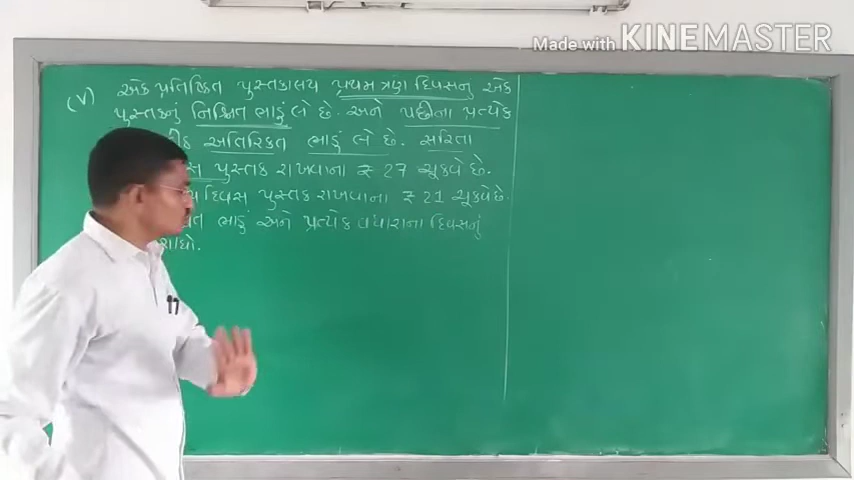 Made with KINEMASTER
(v) એક પ્રતિષ્ઠિત પુસ્તકાલય પ્રથમ ત્રણ દિવસનુ એક
પુસ્તકનું નિશ્ચિત ભાડું લે છે. અને પછીના પ્રત્યેક
દીઠ અતિરિક્ત ભાડું લે છે. સરિતા
પુસ્તક રાખવાના ₹ 27 ચૂકવે છે.
દિવસ પુસ્તક રાખવાના ₹ 21 ચૂકવે છે.
ભાડું અને પ્રત્યેક વધારાના દિવસનું
શોધો.